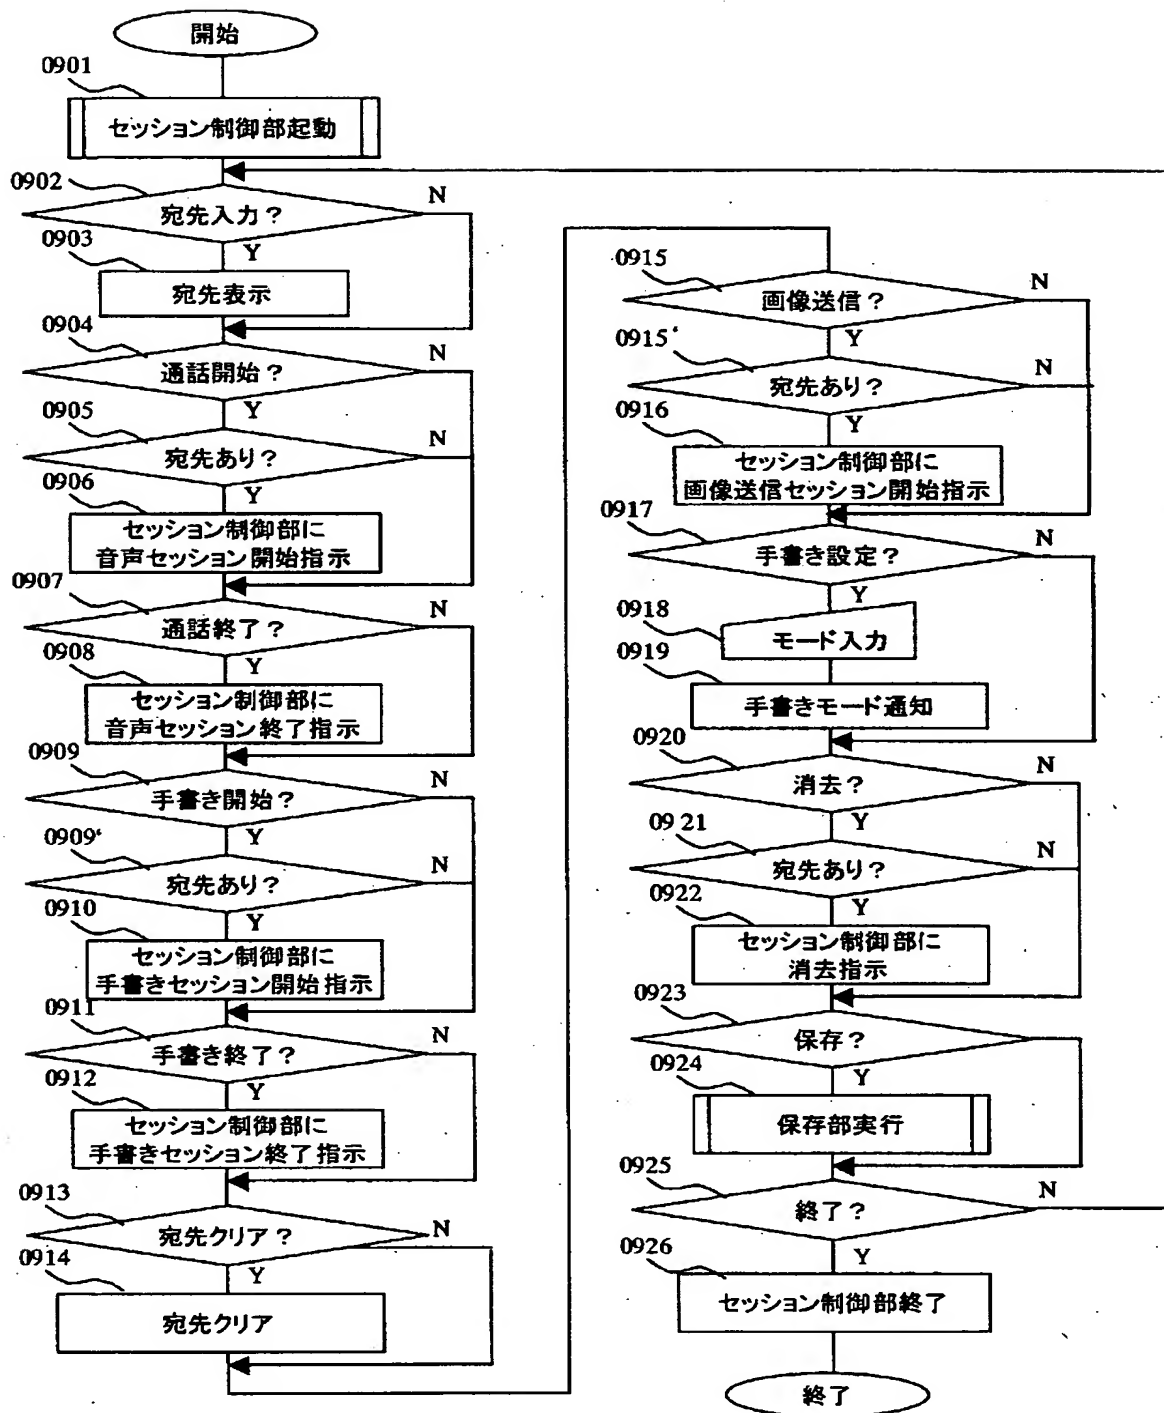 開始
0901
セッション制御部起動
0902
宛先入力?
N
Y
0903
宛先表示
0904
通話開始?
N
Y
0905
宛先あり?
N
Y
0906
セッション制御部に
音声セッション開始指示
0907
通話終了?
N
Y
0908
セッション制御部に
音声セッション終了指示
0909
手書き開始?
N
Y
0909‘
宛先あり?
N
Y
0910
セッション制御部に
手書きセッション開始指示
0911
手書き終了?
N
Y
0912
セッション制御部に
手書きセッション終了指示
0913
宛先クリア?
N
Y
0914
宛先クリア
0915
画像送信?
N
Y
0915‘
宛先あり?
N
Y
0916
セッション制御部に
画像送信セッション開始指示
0917
手書き設定?
N
Y
0918
モード入力
0919
手書きモード通知
0920
消去?
N
Y
0921
宛先あり?
N
Y
0922
セッション制御部に
消去指示
0923
保存?
N
Y
0924
保存部実行
0925
終了?
N
Y
0926
セッション制御部終了
終了